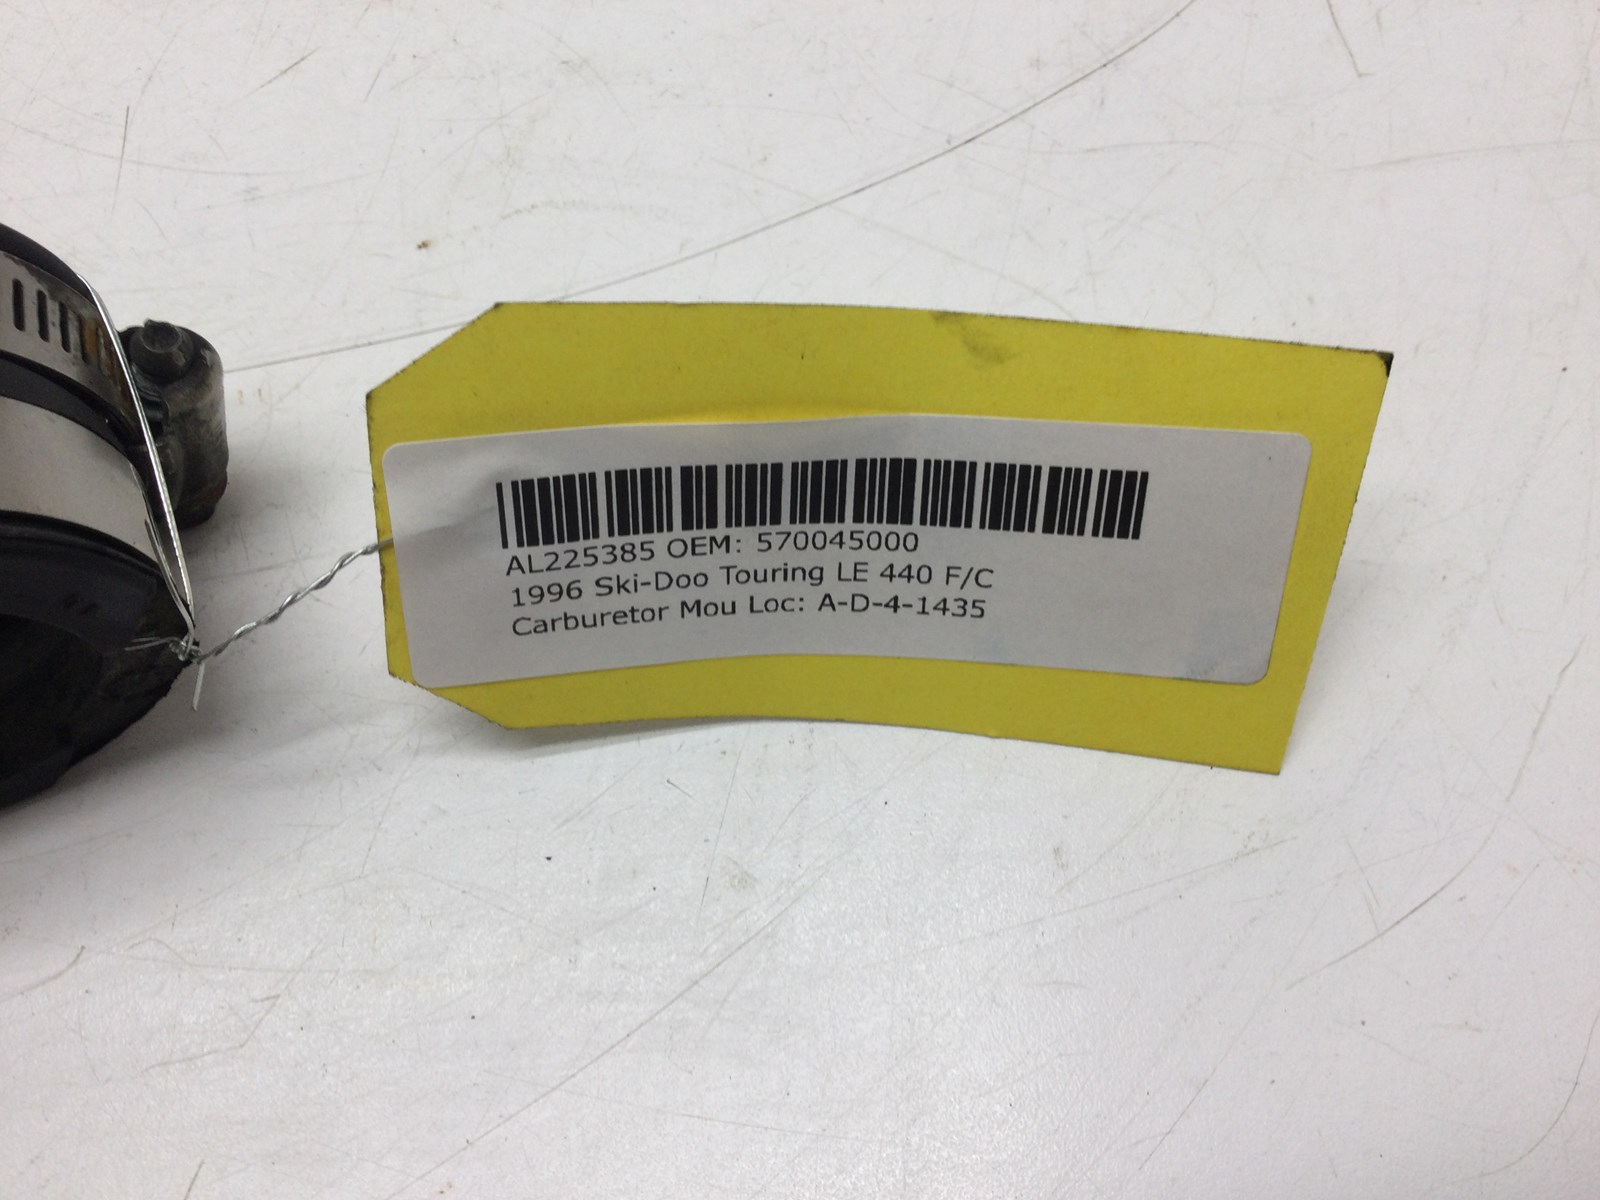 AL225385 OEM: 570045000
1996 Ski-Doo Touring LE 440 F/C
Carburetor Mou Loc: A-D-4-1435